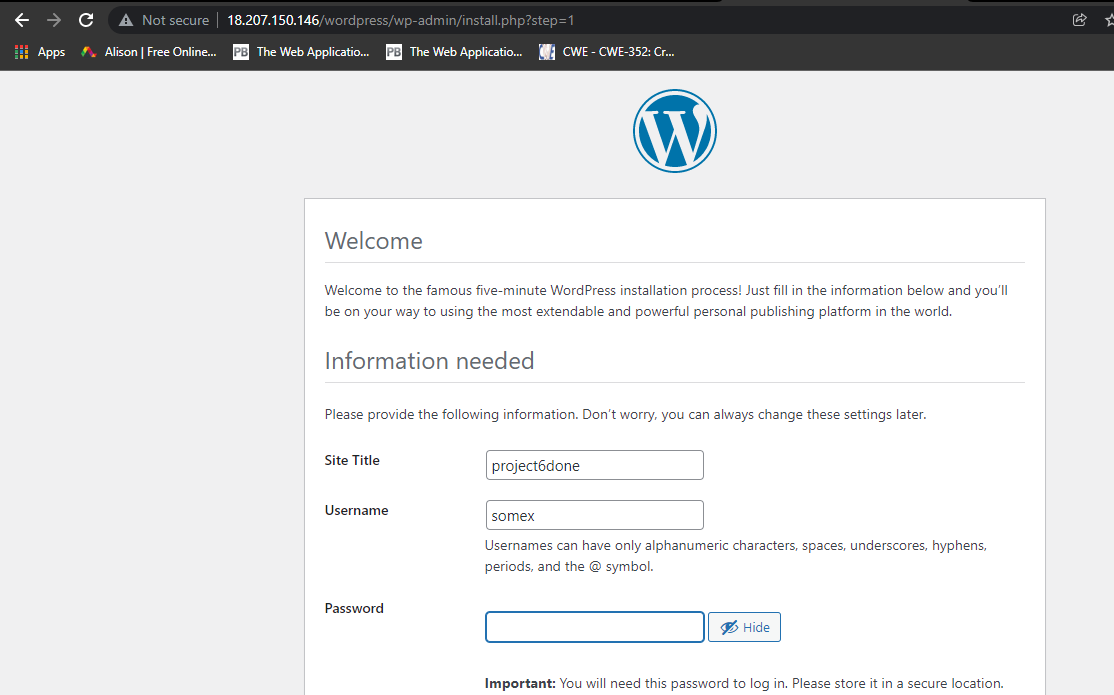 Not secure 18.207.150.146/wordpress/wp-admin/install.php?step=1
Apps Alison | Free Online... PB The Web Applicatio... PB The Web Applicatio... CWE - CWE-352: Cr...
W
Welcome
Welcome to the famous five-minute WordPress installation process! Just fill in the information below and you’ll
be on your way to using the most extendable and powerful personal publishing platform in the world.
Information needed
Please provide the following information. Don’t worry, you can always change these settings later.
Site Title project6done
Username somex
Usernames can have only alphanumeric characters, spaces, underscores, hyphens,
periods, and the @ symbol.
Password Hide
Important: You will need this password to log in. Please store it in a secure location.